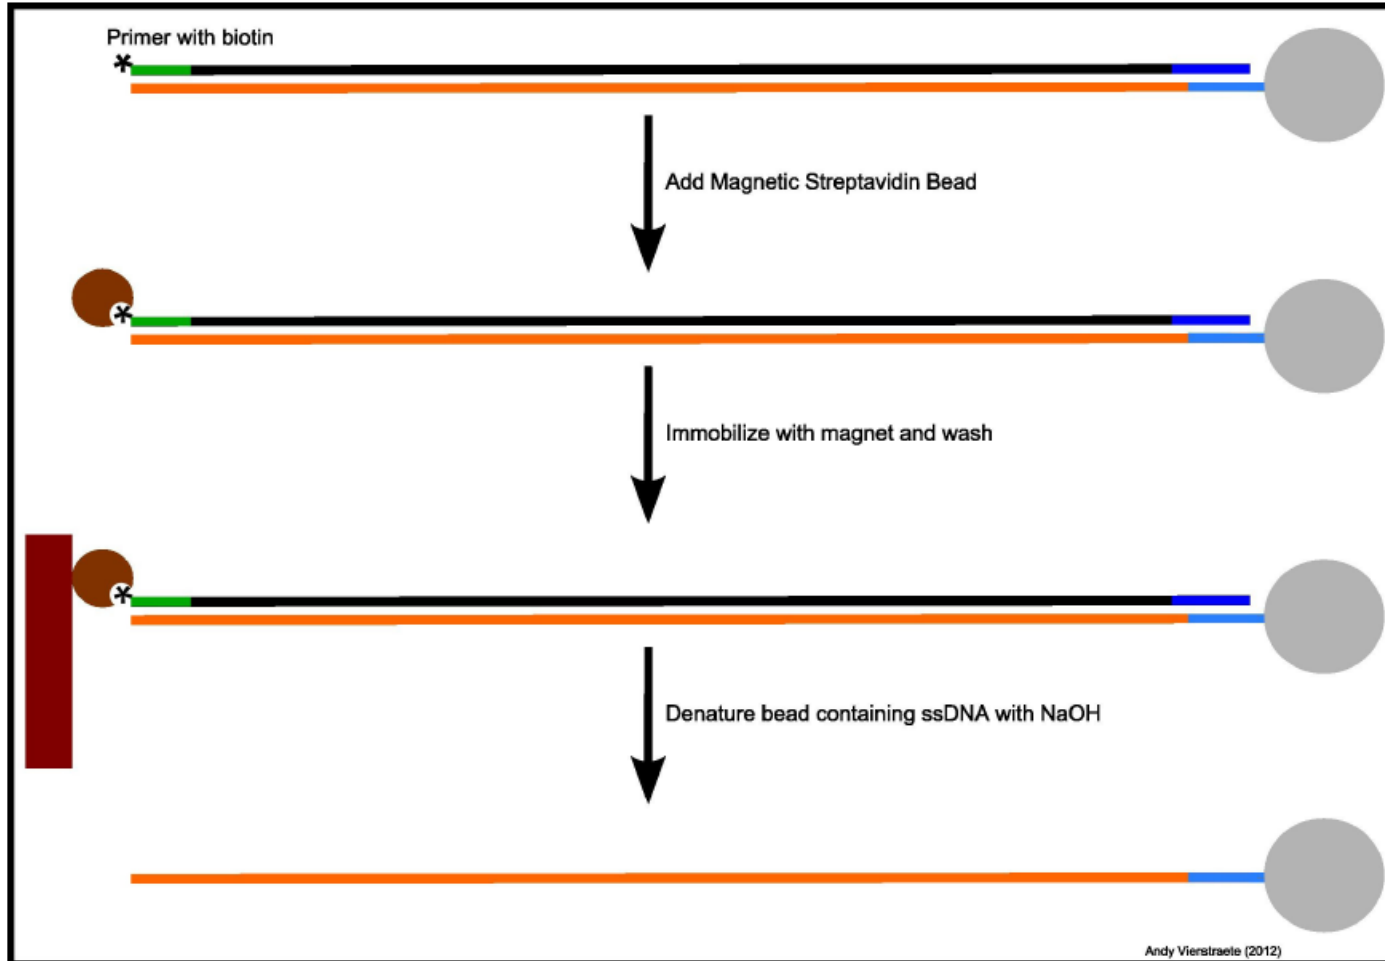 Primer with biotin
*
Add Magnetic Streptavidin Bead
*
Immobilize with magnet and wash
*
Denature bead containing ssDNA with NaOH
Andy Vierstraete (2012)